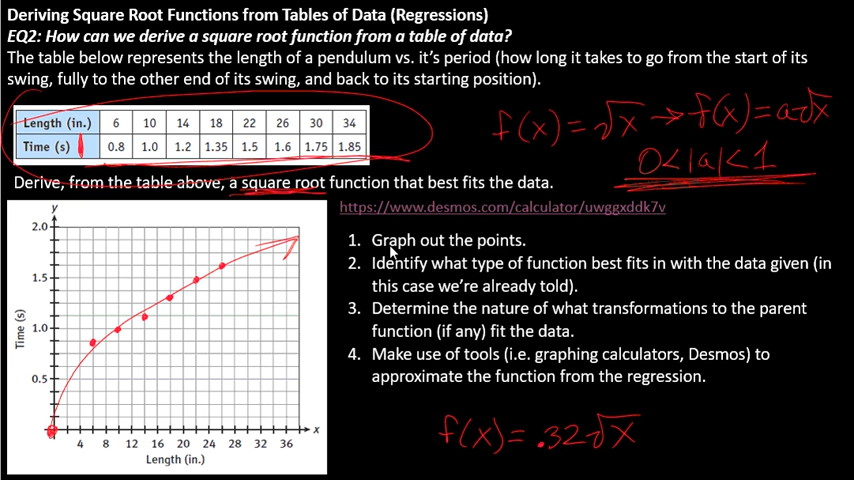 Deriving Square Root Functions from Tables of Data (Regressions)
EQ2: How can we derive a square root function from a table of data?
The table below represents the length of a pendulum vs. it's period (how long it takes to go from the start of its
swing, fully to the other end of its swing, and back to its starting position).
Length (in.) 6 10 14 18 22 26 30 34
Time (s) 0.8 1.0 1.2 1.35 1.5 1.6 1.75 1.85
f(x) = √x → f(x) = a√x
0<|a|<1
Derive, from the table above, a square root function that best fits the data.
https://www.desmos.com/calculator/uwggxddk7v
1. Graph out the points.
2. Identify what type of function best fits in with the data given (in
this case we're already told).
3. Determine the nature of what transformations to the parent
function (if any) fit the data.
4. Make use of tools (i.e. graphing calculators, Desmos) to
approximate the function from the regression.
f(x) = .32√x
y
2.0
1.5
1.0
0.5
Time (s)
4 8 12 16 20 24 28 32 36
x
Length (in.)